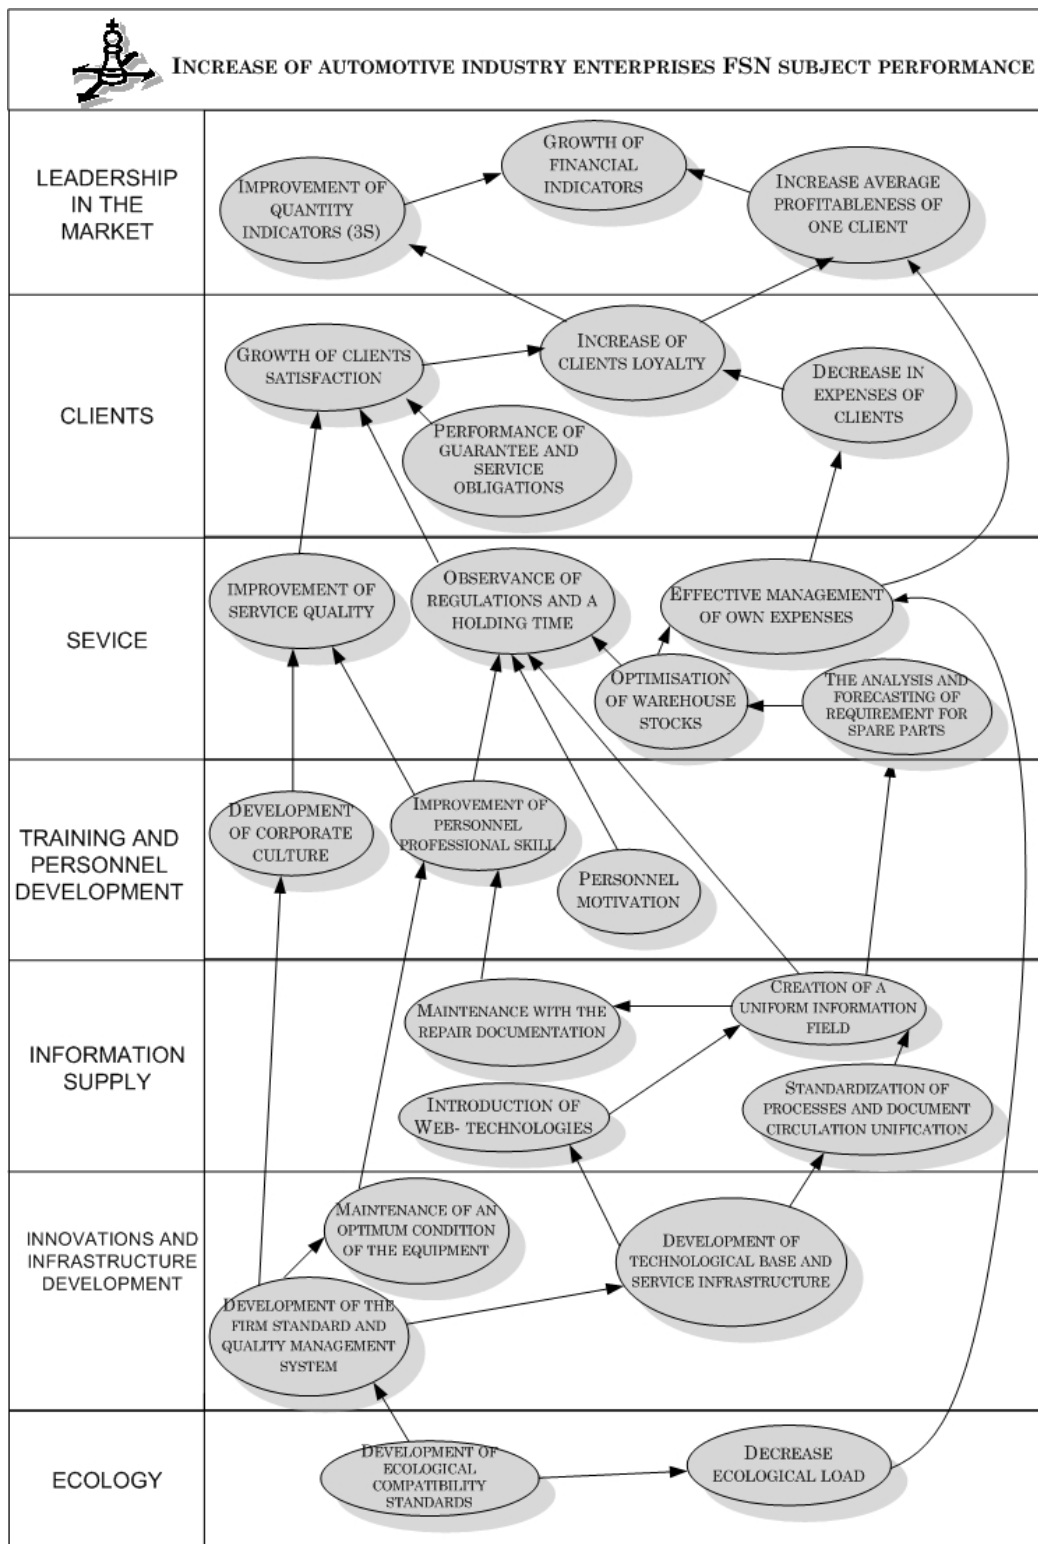 INCREASE OF AUTOMOTIVE INDUSTRY ENTERPRISES FSN SUBJECT PERFORMANCE
LEADERSHIP
IN THE
MARKET
GROWTH OF
FINANCIAL
INDICATORS
IMPROVEMENT OF
QUANTITY
INDICATORS (3S)
INCREASE AVERAGE
PROFITABLENESS OF
ONE CLIENT
CLIENTS
GROWTH OF CLIENTS
SATISFACTION
INCREASE OF
CLIENTS LOYALTY
DECREASE IN
EXPENSES OF
CLIENTS
PERFORMANCE OF
GUARANTEE AND
SERVICE
OBLIGATIONS
SEVICE
IMPROVEMENT OF
SERVICE QUALITY
OBSERVANCE OF
REGULATIONS AND A
HOLDING TIME
EFFECTIVE MANAGEMENT
OF OWN EXPENSES
OPTIMISATION
OF WAREHOUSE
STOCKS
THE ANALYSIS AND
FORECASTING OF
REQUIREMENT FOR
SPARE PARTS
TRAINING AND
PERSONNEL
DEVELOPMENT
DEVELOPMENT
OF CORPORATE
CULTURE
IMPROVEMENT OF
PERSONNEL
PROFESSIONAL SKILL
PERSONNEL
MOTIVATION
INFORMATION
SUPPLY
MAINTENANCE WITH THE
REPAIR DOCUMENTATION
CREATION OF A
UNIFORM INFORMATION
FIELD
INTRODUCTION OF
WEB- TECHNOLOGIES
STANDARDIZATION OF
PROCESSES AND DOCUMENT
CIRCULATION UNIFICATION
INNOVATIONS AND
INFRASTRUCTURE
DEVELOPMENT
MAINTENANCE OF AN
OPTIMUM CONDITION
OF THE EQUIPMENT
DEVELOPMENT OF
TECHNOLOGICAL BASE AND
SERVICE INFRASTRUCTURE
DEVELOPMENT OF THE
FIRM STANDARD AND
QUALITY MANAGEMENT
SYSTEM
ECOLOGY
DEVELOPMENT OF
ECOLOGICAL
COMPATIBILITY
STANDARDS
DECREASE
ECOLOGICAL LOAD